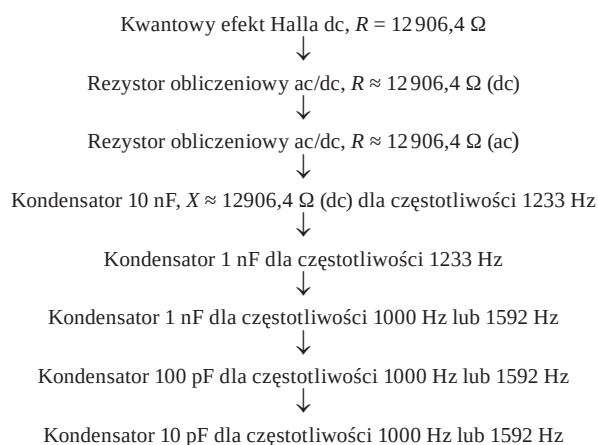 Kwantowy efekt Halla dc, R = 12 906,4 Ω
↓
Rezystor obliczeniowy ac/dc, R ≈ 12 906,4 Ω (dc)
↓
Rezystor obliczeniowy ac/dc, R ≈ 12 906,4 Ω (ac)
↓
Kondensator 10 nF, X ≈ 12906,4 Ω (dc) dla częstotliwości 1233 Hz
↓
Kondensator 1 nF dla częstotliwości 1233 Hz
↓
Kondensator 1 nF dla częstotliwości 1000 Hz lub 1592 Hz
↓
Kondensator 100 pF dla częstotliwości 1000 Hz lub 1592 Hz
↓
Kondensator 10 pF dla częstotliwości 1000 Hz lub 1592 Hz